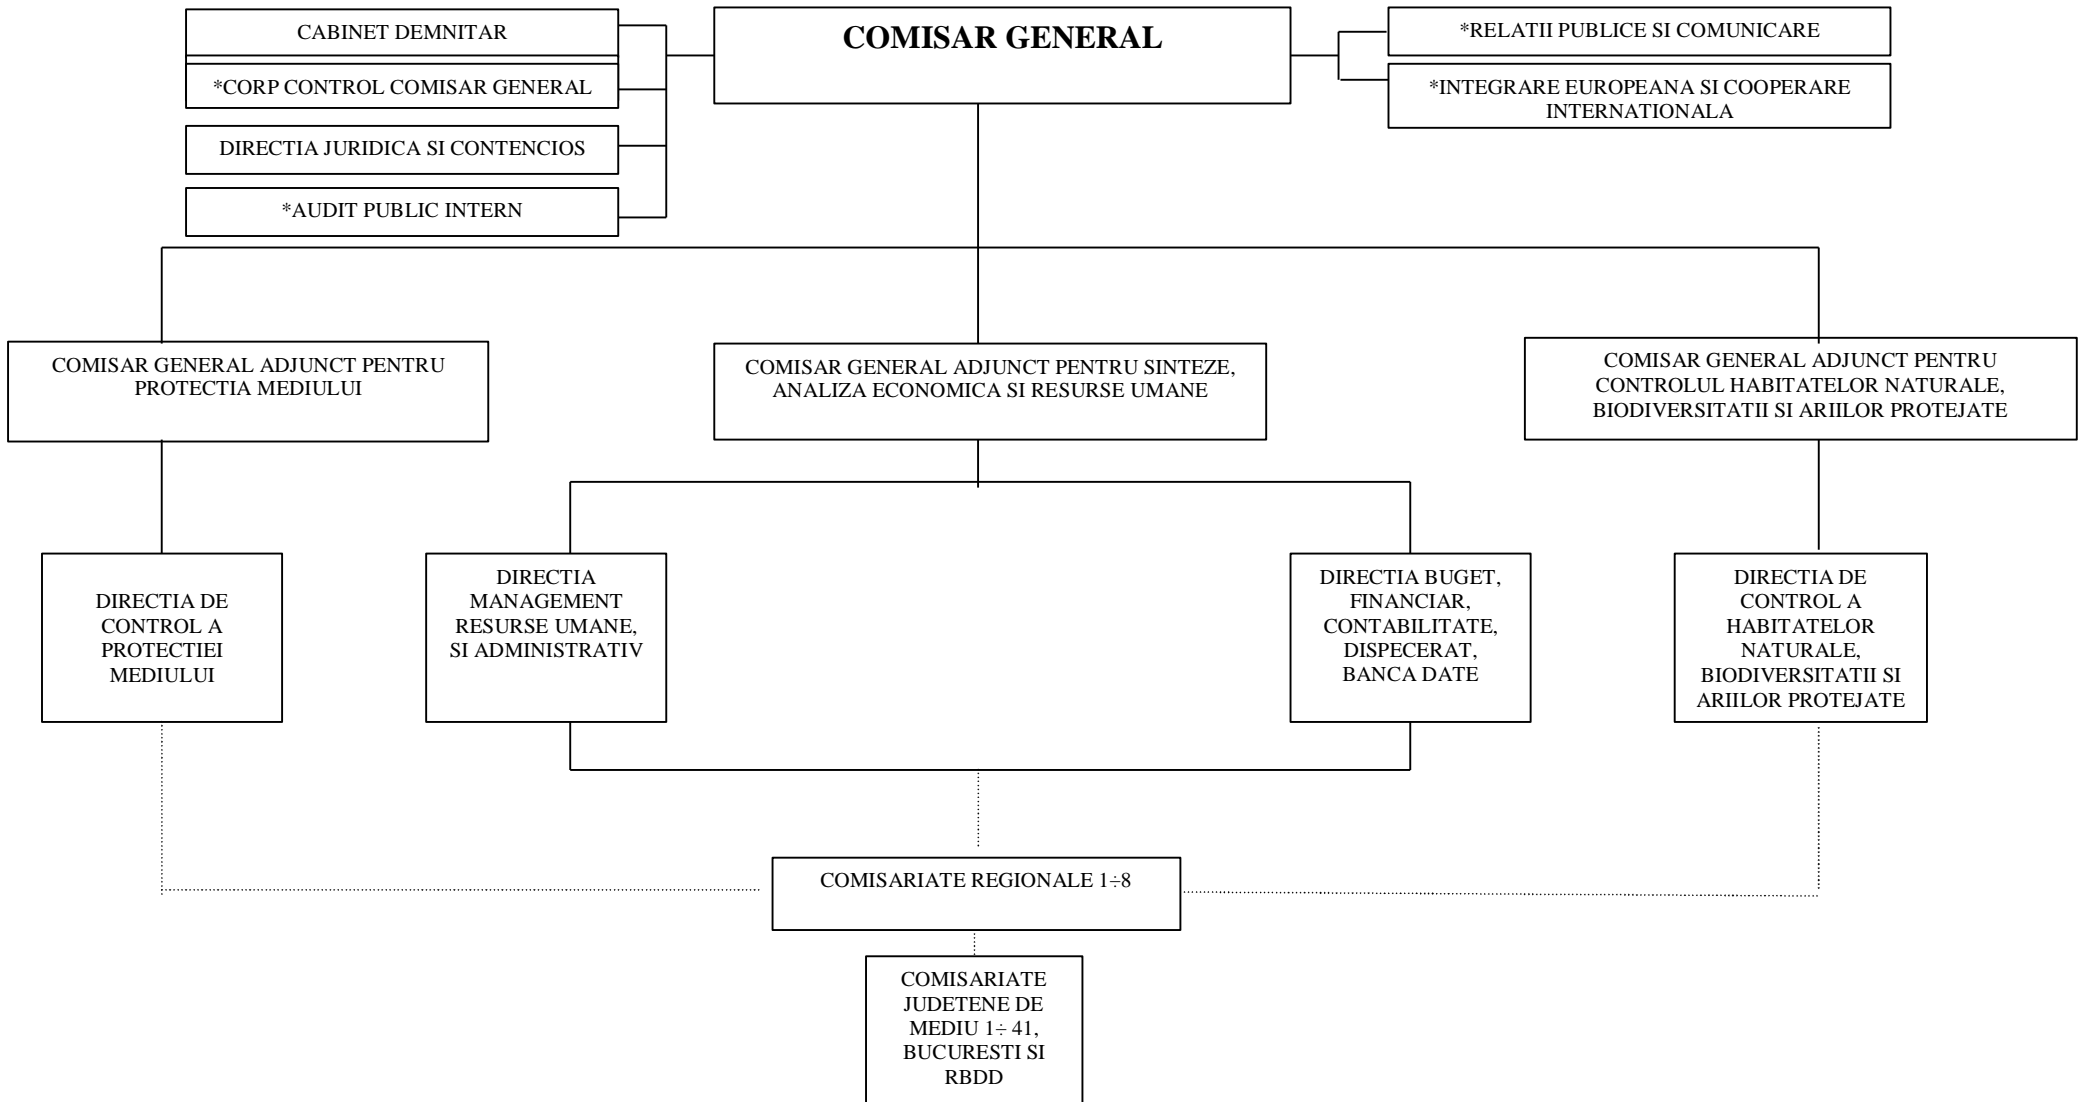 CABINET DEMNITAR
*CORP CONTROL COMISAR GENERAL
DIRECTIA JURIDICA SI CONTENCIOS
*AUDIT PUBLIC INTERN
COMISAR GENERAL
*RELATII PUBLICE SI COMUNICARE
*INTEGRARE EUROPEANA SI COOPERARE
INTERNATIONALA
COMISAR GENERAL ADJUNCT PENTRU
PROTECTIA MEDIULUI
COMISAR GENERAL ADJUNCT PENTRU SINTEZE,
ANALIZA ECONOMICA SI RESURSE UMANE
COMISAR GENERAL ADJUNCT PENTRU
CONTROLUL HABITATELOR NATURALE,
BIODIVERSITATII SI ARIILOR PROTEJATE
DIRECTIA DE
CONTROL A
PROTECTIEI
MEDIULUI
DIRECTIA
MANAGEMENT
RESURSE UMANE,
SI ADMINISTRATIV
DIRECTIA BUGET,
FINANCIAR,
CONTABILITATE,
DISPECERAT,
BANCA DATE
DIRECTIA DE
CONTROL A
HABITATELOR
NATURALE,
BIODIVERSITATII SI
ARIILOR PROTEJATE
COMISARIATE REGIONALE 1÷8
COMISARIATE
JUDETENE DE
MEDIU 1÷ 41,
BUCURESTI SI
RBDD